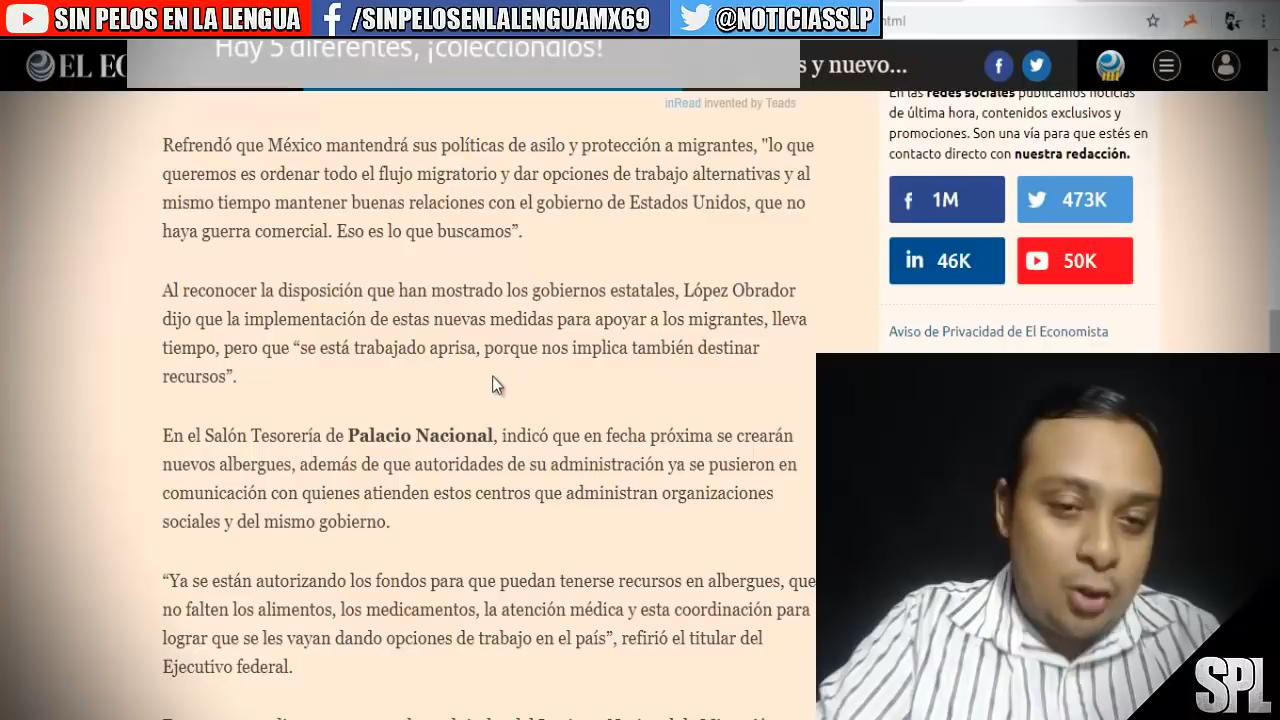 SIN PELOS EN LA LENGUA
/SINPELOSENLALENGUAMX69
@NOTICIASSLP
html
Hay 5 diferentes, ¡colecciónalos!
EL EC
s y nuevo...
inRead invented by Teads
Refrendó que México mantendrá sus políticas de asilo y protección a migrantes, "lo que
queremos es ordenar todo el flujo migratorio y dar opciones de trabajo alternativas y al
mismo tiempo mantener buenas relaciones con el gobierno de Estados Unidos, que no
haya guerra comercial. Eso es lo que buscamos”.
Al reconocer la disposición que han mostrado los gobiernos estatales, López Obrador
dijo que la implementación de estas nuevas medidas para apoyar a los migrantes, lleva
tiempo, pero que “se está trabajado aprisa, porque nos implica también destinar
recursos”.
En el Salón Tesorería de Palacio Nacional, indicó que en fecha próxima se crearán
nuevos albergues, además de que autoridades de su administración ya se pusieron en
comunicación con quienes atienden estos centros que administran organizaciones
sociales y del mismo gobierno.
“Ya se están autorizando los fondos para que puedan tenerse recursos en albergues, que
no falten los alimentos, los medicamentos, la atención médica y esta coordinación para
lograr que se les vayan dando opciones de trabajo en el país”, refirió el titular del
Ejecutivo federal.
En las redes sociales publicamos noticias
de última hora, contenidos exclusivos y
promociones. Son una vía para que estés en
contacto directo con nuestra redacción.
1M
473K
46K
50K
Aviso de Privacidad de El Economista
SPL